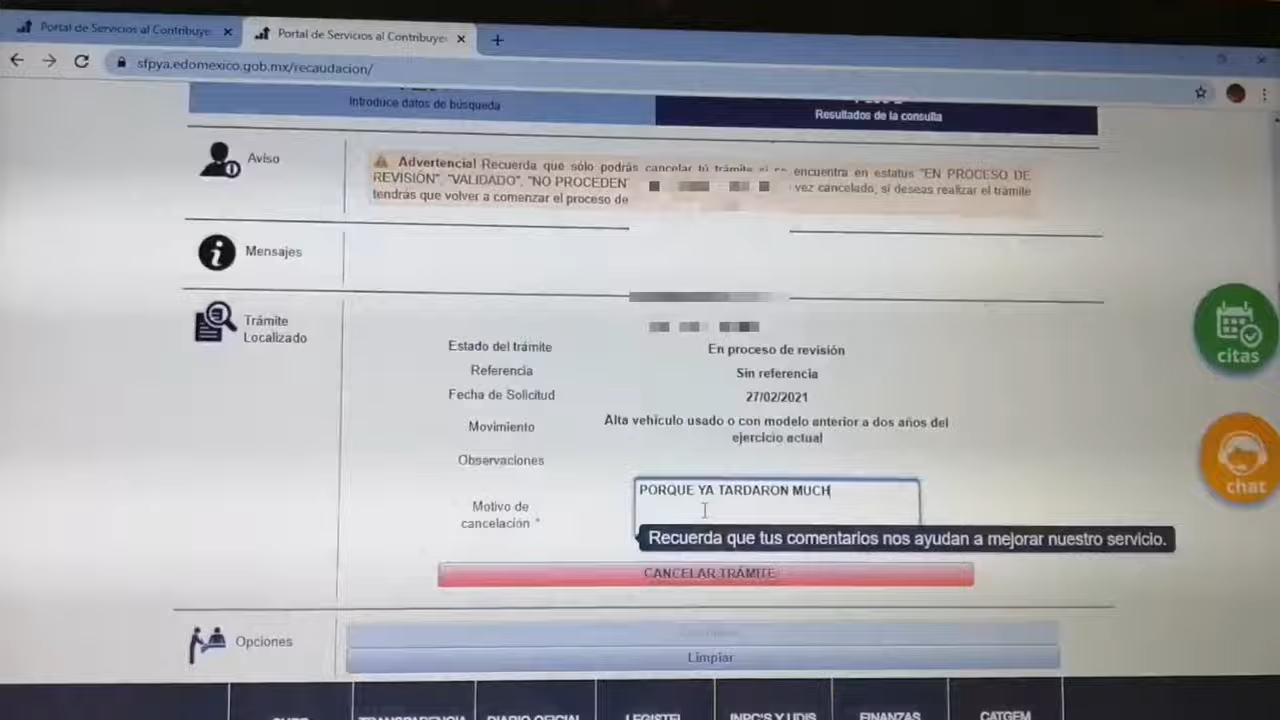 Portal de Servicios al Contribuye
Portal de Servicios al Contribuye
sfpya.edomexico.gob.mx/recaudacion/
Introduce datos de búsqueda
Resultados de la consulta
Aviso
Advertencia! Recuerda que sólo podrás cancelar tú trámite si se encuentra en estatus "EN PROCESO DE
REVISIÓN", "VALIDADO", "NO PROCEDEN vez cancelado, si deseas realizar el trámite
tendrás que volver a comenzar el proceso de
Mensajes
Trámite
Localizado
Estado del trámite En proceso de revisión
Referencia Sin referencia
Fecha de Solicitud 27/02/2021
Movimiento Alta vehículo usado o con modelo anterior a dos años del
ejercicio actual
Observaciones
Motivo de
cancelación *
PORQUE YA TARDARON MUCH
Recuerda que tus comentarios nos ayudan a mejorar nuestro servicio.
CANCELAR TRÁMITE
citas
chat
Opciones
Limpiar
TRANSPARENCIA DIARIO OFICIAL LEGISTEL INPC'S Y UDIS FINANZAS CATGEM